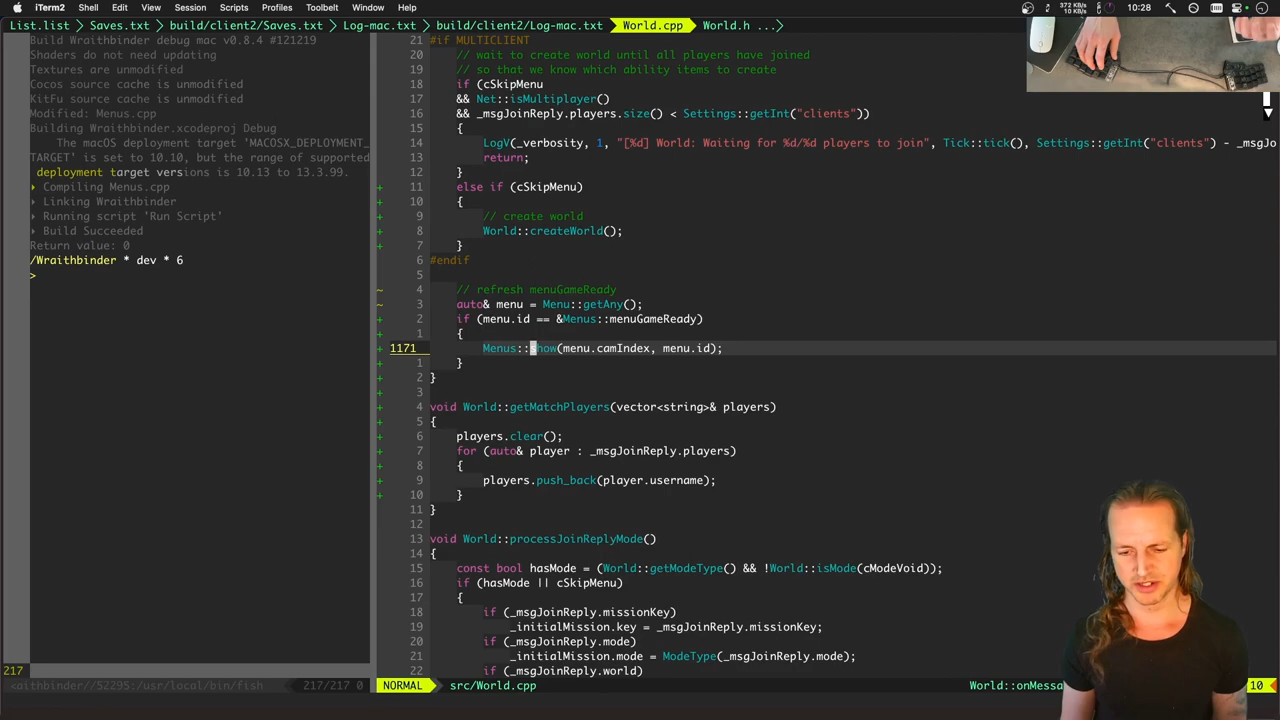 iTerm2 Shell Edit View Session Scripts Profiles Toolbelt Window Help 372 KB/s 10 KB/s 10:28
List.list Saves.txt build/client2/Saves.txt Log-mac.txt build/client2/Log-mac.txt World.cpp World.h ...
Build Wraithbinder debug mac v0.8.4 #121219
Shaders do not need updating
Textures are unmodified
Cocos source cache is unmodified
KitFu source cache is unmodified
Modified: Menus.cpp
Building Wraithbinder.xcodeproj Debug
The macOS deployment target 'MACOSX_DEPLOYMENT_
TARGET' is set to 10.10, but the range of supported
deployment target versions is 10.13 to 13.3.99.
Compiling Menus.cpp
Linking Wraithbinder
Running script 'Run Script'
Build Succeeded
Return value: 0
/Wraithbinder * dev * 6
>
217
<aithbinder//52295:/usr/local/bin/fish 217/217 0
21 #if MULTICLIENT
20 // wait to create world until all players have joined
19 // so that we know which ability items to create
18 if (cSkipMenu
17 && Net::isMultiplayer()
16 && _msgJoinReply.players.size() < Settings::getInt("clients"))
15 {
14 LogV(_verbosity, 1, "[%d] World: Waiting for %d/%d players to join", Tick::tick(), Settings::getInt("clients") - _msgJo
13 return;
12 }
+ 11 else if (cSkipMenu)
+ 10 {
+ 9 // create world
+ 8 World::createWorld();
+ 7 }
6 #endif
5
~ 4 // refresh menuGameReady
~ 3 auto& menu = Menu::getAny();
+ 2 if (menu.id == &Menus::menuGameReady)
+ 1 {
+ 1171 Menus::show(menu.camIndex, menu.id);
+ 1 }
+ 2 }
+ 3
+ 4 void World::getMatchPlayers(vector<string>& players)
+ 5 {
+ 6 players.clear();
+ 7 for (auto& player : _msgJoinReply.players)
+ 8 {
+ 9 players.push_back(player.username);
+ 10 }
11 }
12
13 void World::processJoinReplyMode()
14 {
15 const bool hasMode = (World::getModeType() && !World::isMode(cModeVoid));
16 if (hasMode || cSkipMenu)
17 {
18 if (_msgJoinReply.missionKey)
19 _initialMission.key = _msgJoinReply.missionKey;
20 if (_msgJoinReply.mode)
21 _initialMission.mode = ModeType(_msgJoinReply.mode);
22 if (_msgJoinReply.world)
NORMAL src/World.cpp World::onMessa 10